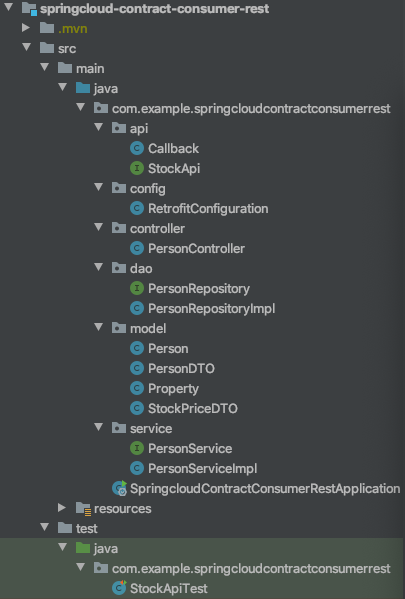 springcloud-contract-consumer-rest
.mvn
src
main
java
com.example.springcloudcontractconsumerrest
api
Callback
StockApi
config
RetrofitConfiguration
controller
PersonController
dao
PersonRepository
PersonRepositoryImpl
model
Person
PersonDTO
Property
StockPriceDTO
service
PersonService
PersonServiceImpl
SpringcloudContractConsumerRestApplication
resources
test
java
com.example.springcloudcontractconsumerrest
StockApiTest